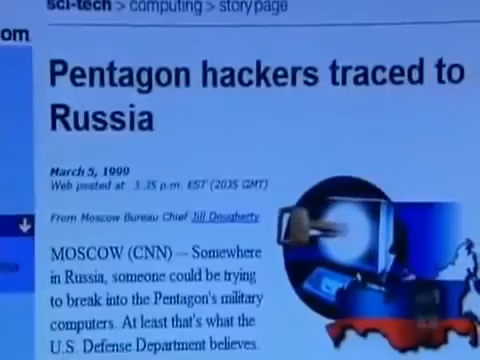 sci-tech > computing > story page
om
Pentagon hackers traced to
Russia
March 5, 1999
Web posted at: 3:35 p.m. EST (2035 GMT)
From Moscow Bureau Chief Jill Dougherty
MOSCOW (CNN) -- Somewhere
in Russia, someone could be trying
to break into the Pentagon's military
computers. At least that's what the
U.S. Defense Department believes.